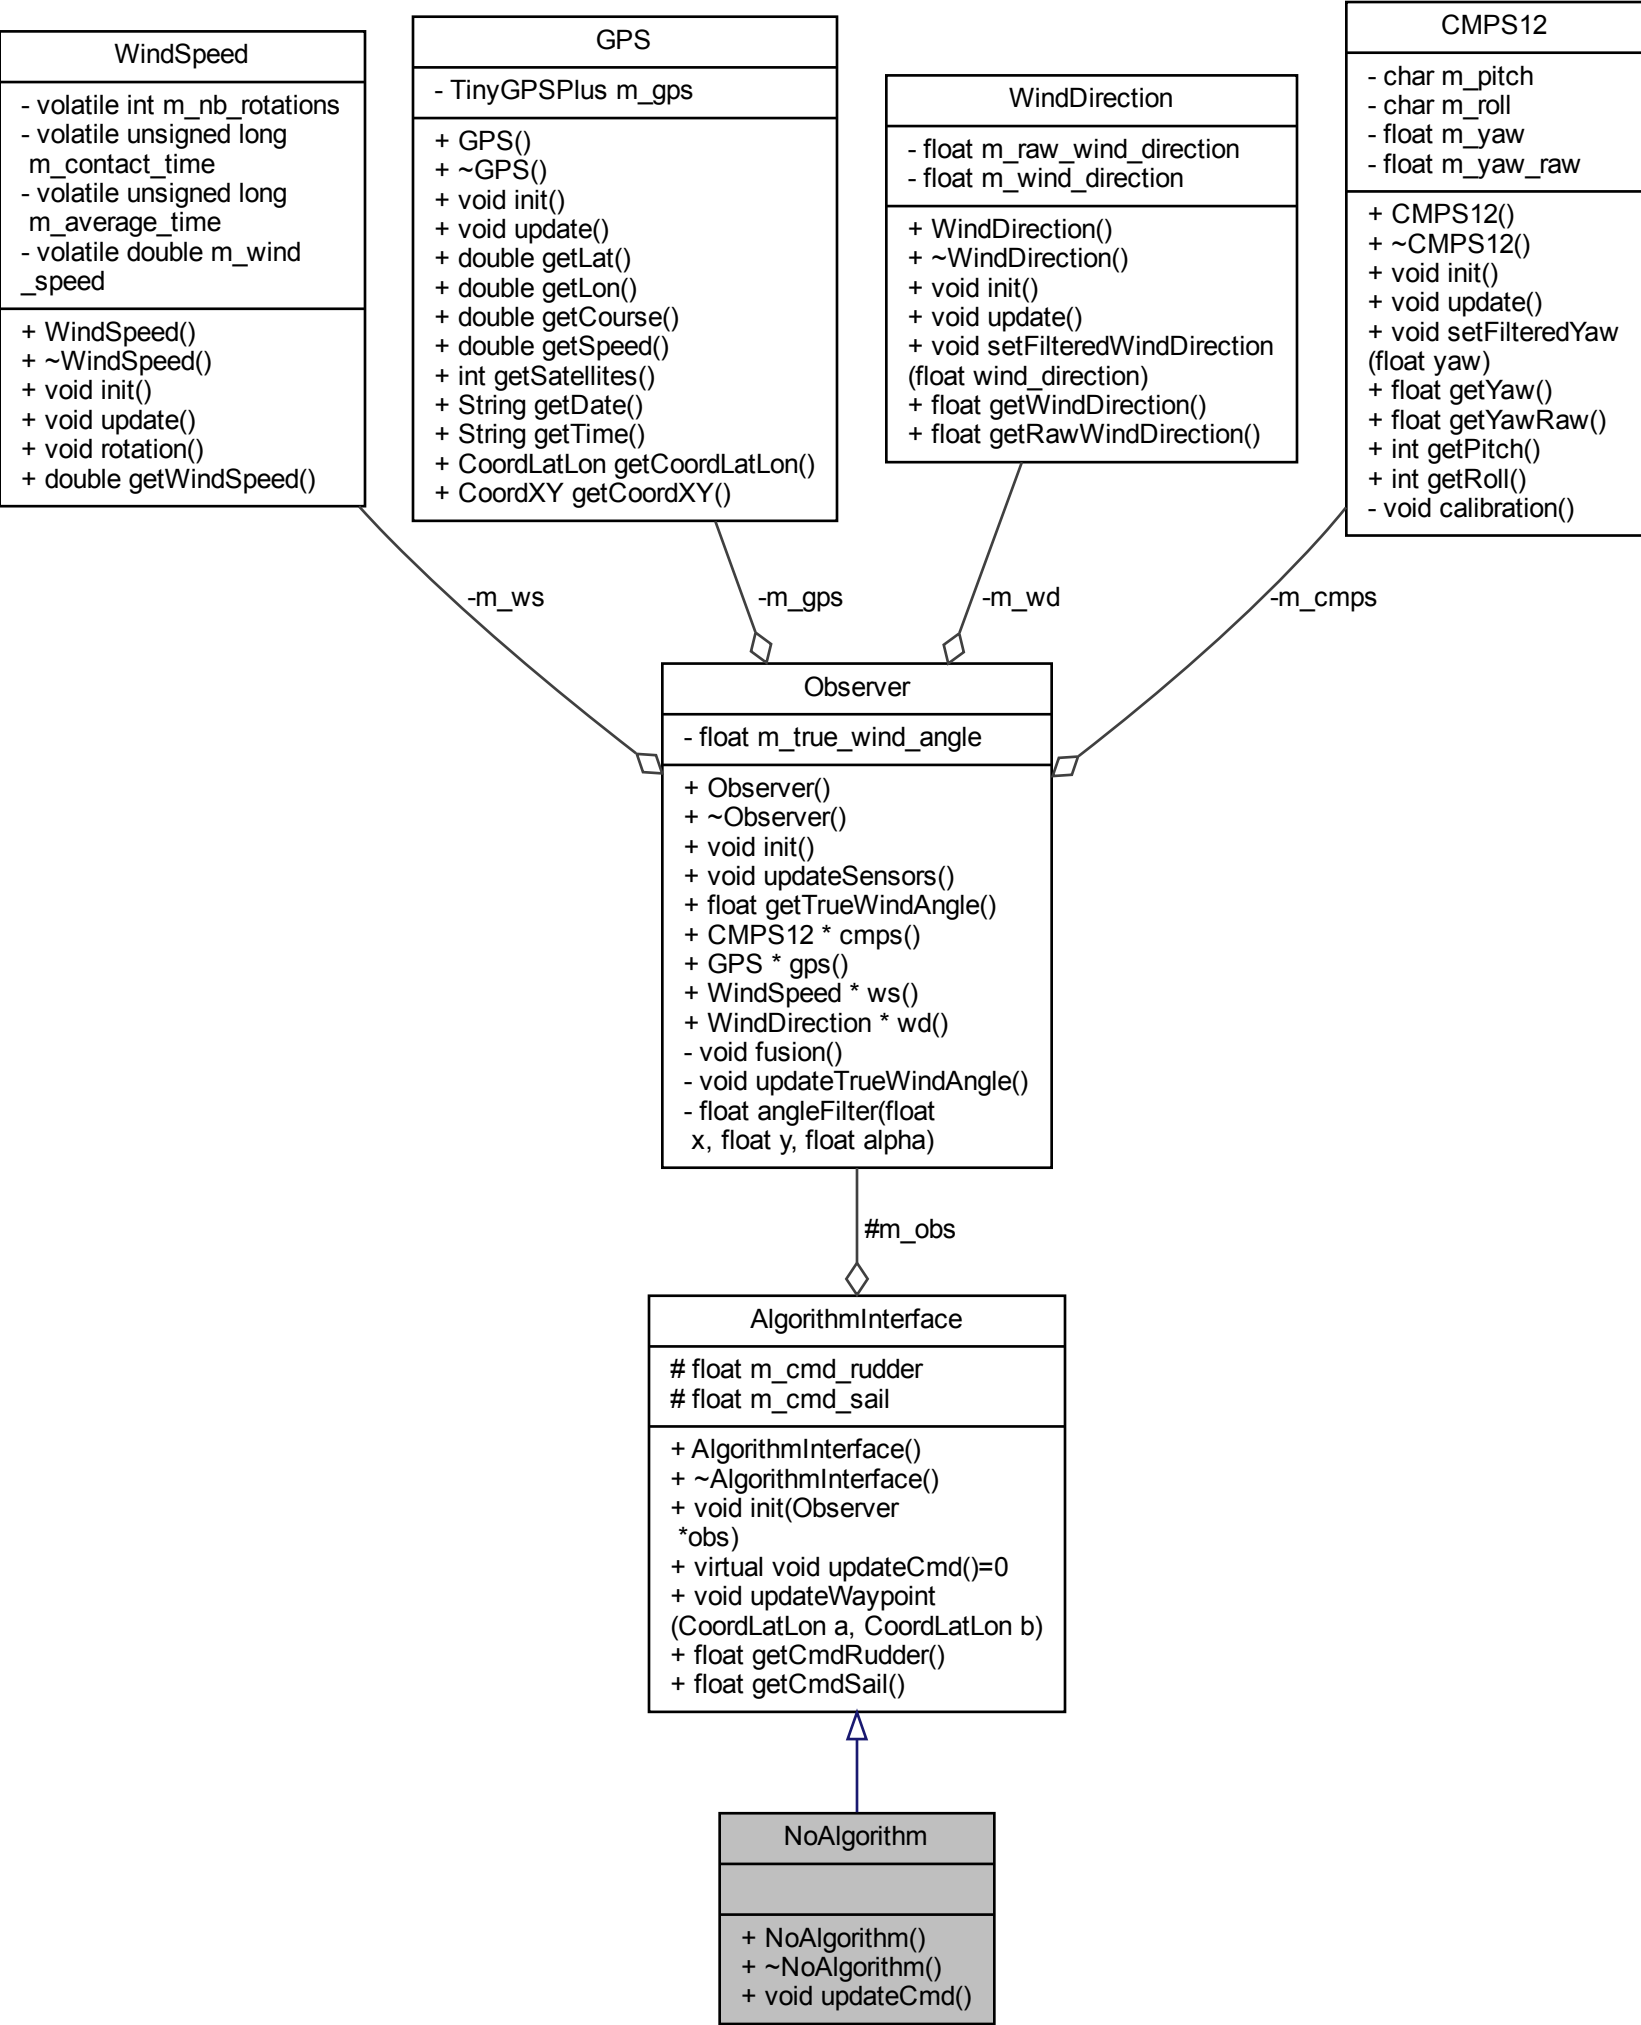 WindSpeed
- volatile int m_nb_rotations
- volatile unsigned long
m_contact_time
- volatile unsigned long
m_average_time
- volatile double m_wind
_speed
+ WindSpeed()
+ ~WindSpeed()
+ void init()
+ void update()
+ void rotation()
+ double getWindSpeed()
GPS
- TinyGPSPlus m_gps
+ GPS()
+ ~GPS()
+ void init()
+ void update()
+ double getLat()
+ double getLon()
+ double getCourse()
+ double getSpeed()
+ int getSatellites()
+ String getDate()
+ String getTime()
+ CoordLatLon getCoordLatLon()
+ CoordXY getCoordXY()
WindDirection
- float m_raw_wind_direction
- float m_wind_direction
+ WindDirection()
+ ~WindDirection()
+ void init()
+ void update()
+ void setFilteredWindDirection
(float wind_direction)
+ float getWindDirection()
+ float getRawWindDirection()
CMPS12
- char m_pitch
- char m_roll
- float m_yaw
- float m_yaw_raw
+ CMPS12()
+ ~CMPS12()
+ void init()
+ void update()
+ void setFilteredYaw
(float yaw)
+ float getYaw()
+ float getYawRaw()
+ int getPitch()
+ int getRoll()
- void calibration()
-m_ws
-m_gps
-m_wd
-m_cmps
Observer
- float m_true_wind_angle
+ Observer()
+ ~Observer()
+ void init()
+ void updateSensors()
+ float getTrueWindAngle()
+ CMPS12 * cmps()
+ GPS * gps()
+ WindSpeed * ws()
+ WindDirection * wd()
- void fusion()
- void updateTrueWindAngle()
- float angleFilter(float
x, float y, float alpha)
#m_obs
AlgorithmInterface
# float m_cmd_rudder
# float m_cmd_sail
+ AlgorithmInterface()
+ ~AlgorithmInterface()
+ void init(Observer
*obs)
+ virtual void updateCmd()=0
+ void updateWaypoint
(CoordLatLon a, CoordLatLon b)
+ float getCmdRudder()
+ float getCmdSail()
NoAlgorithm
+ NoAlgorithm()
+ ~NoAlgorithm()
+ void updateCmd()